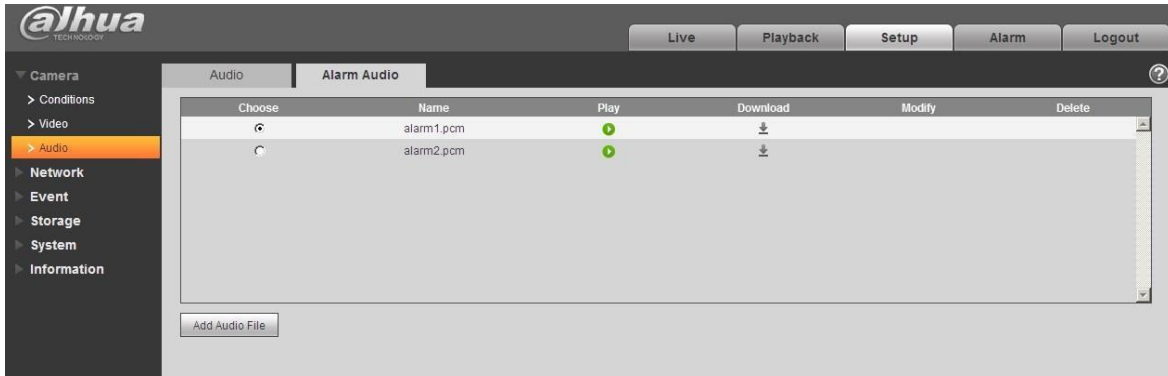 alhua
TECHNOLOGY
Live Playback Setup Alarm Logout
Camera
> Conditions
> Video
> Audio
Network
Event
Storage
System
Information
Audio Alarm Audio ?
Choose Name Play Download Modify Delete
alarm1.pcm
alarm2.pcm
Add Audio File